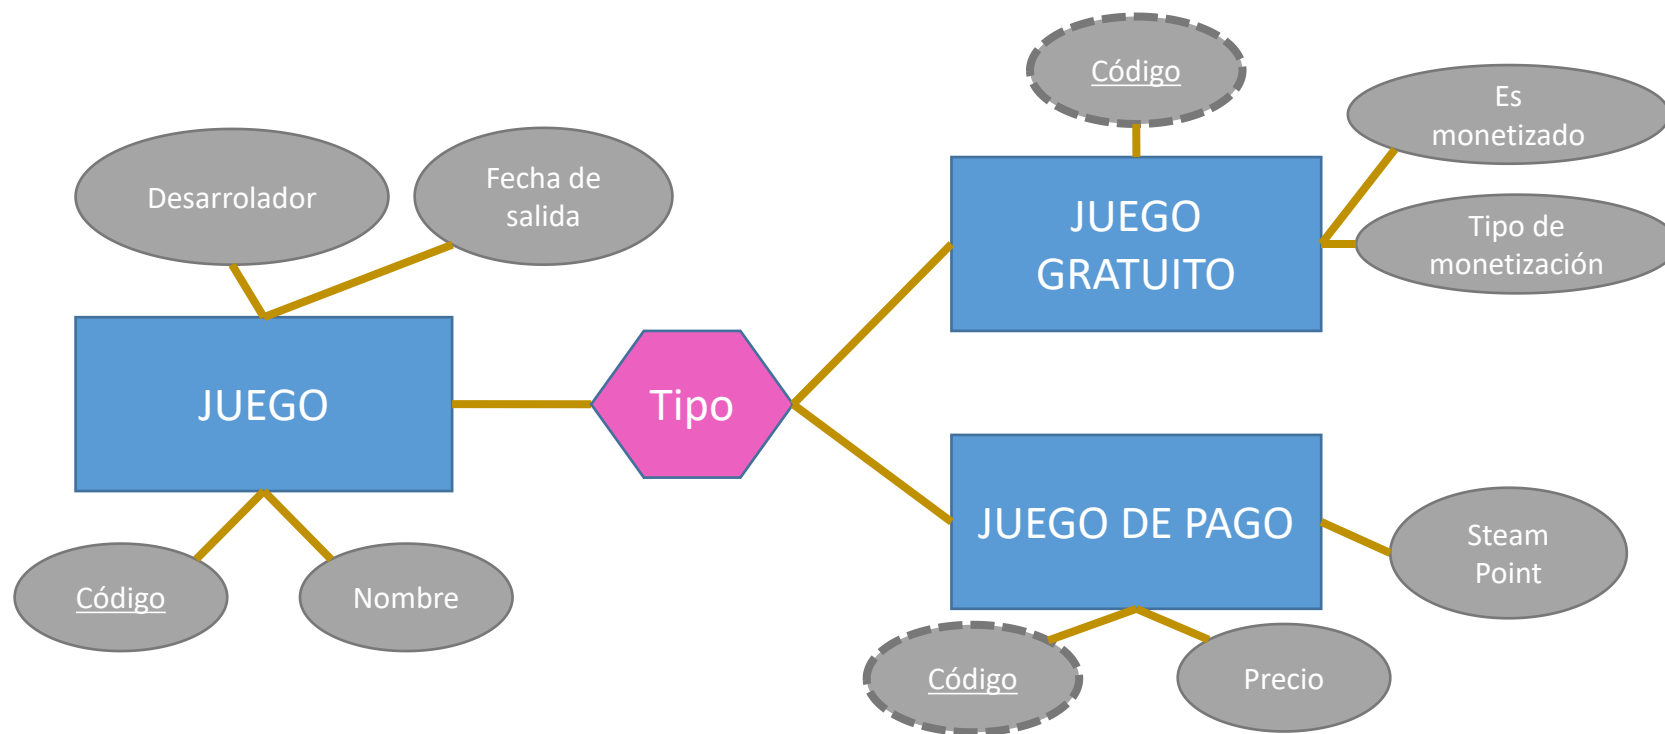 Código
Es
monetizado
Desarrolador
Fecha de
salida
JUEGO
GRATUITO
Tipo de
monetización
JUEGO
Tipo
JUEGO DE PAGO
Steam
Point
Código
Nombre
Código
Precio